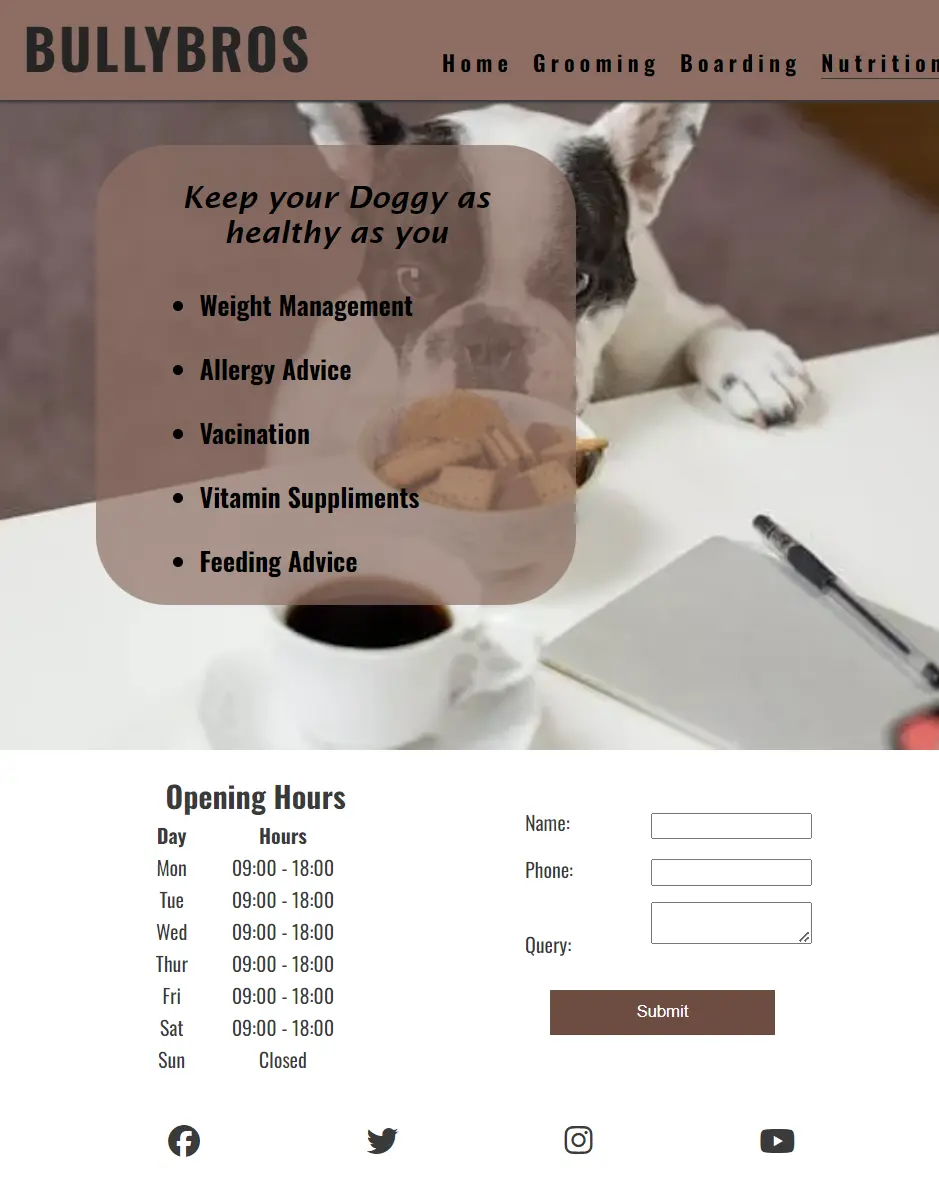 BULLYBROS
Home Grooming Boarding Nutrition
Keep your Doggy as
healthy as you
Weight Management
Allergy Advice
Vacination
Vitamin Suppliments
Feeding Advice
Opening Hours
Day Hours
Mon 09:00 - 18:00
Tue 09:00 - 18:00
Wed 09:00 - 18:00
Thur 09:00 - 18:00
Fri 09:00 - 18:00
Sat 09:00 - 18:00
Sun Closed
Name:
Phone:
Query:
Submit